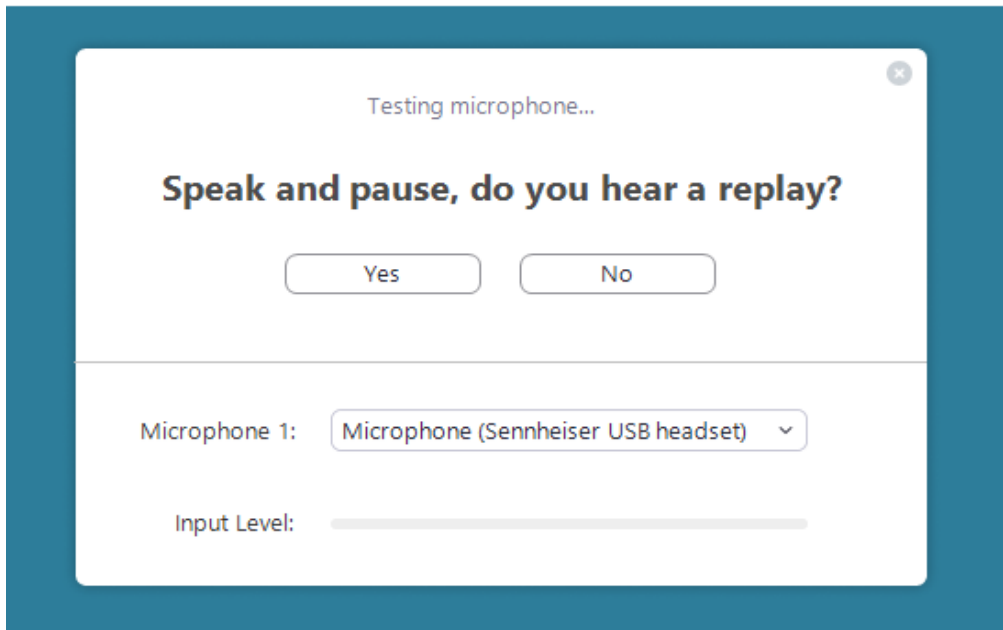 Testing microphone...
Speak and pause, do you hear a replay?
Yes No
Microphone 1: Microphone (Sennheiser USB headset)
Input Level: